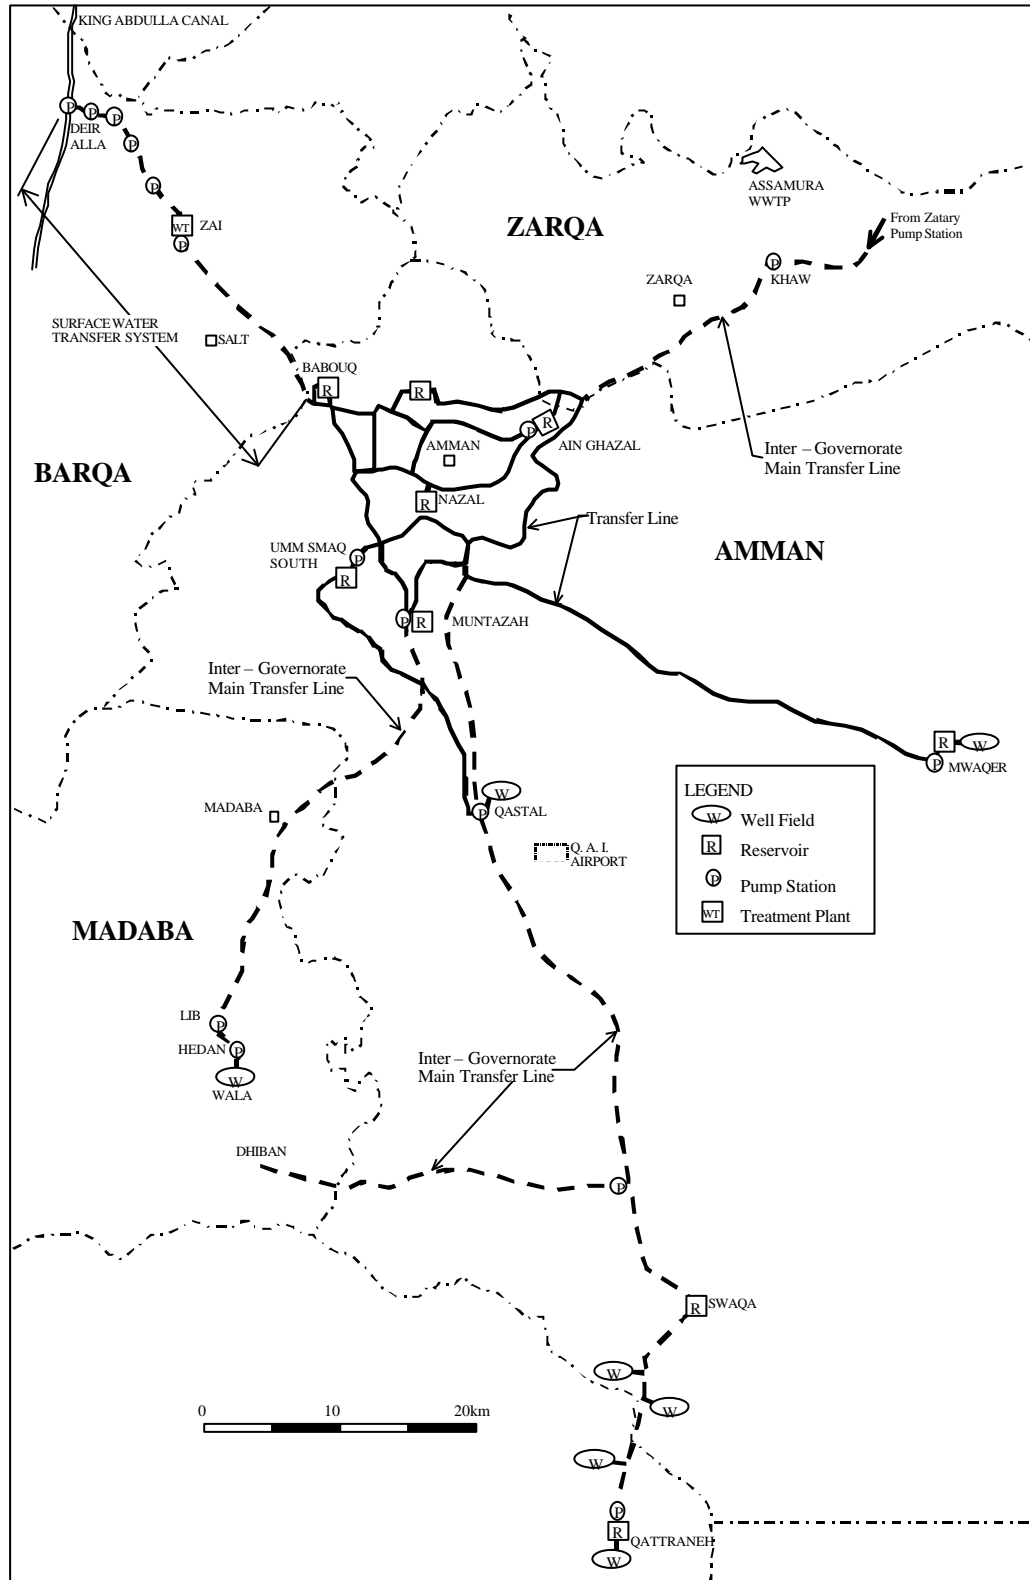 KING ABDULLA CANAL
P
P
P
DEIR
ALLA
P
P
WT
ZAI
P
ASSAMURA
WWTP
ZARQA
From Zatary
Pump Station
P
KHAW
ZARQA
SURFACE WATER
TRANSFER SYSTEM
SALT
BABOUQ
R
R
P
R
AIN GHAZAL
AMMAN
Inter – Governorate
Main Transfer Line
BARQA
R
NAZAL
Transfer Line
AMMAN
UMM SMAQ
SOUTH
P
R
P
R
MUNTAZAH
Inter – Governorate
Main Transfer Line
R
W
P
MWAQER
W
P
QASTAL
MADABA
LEGEND
W
Well Field
R
Reservoir
P
Pump Station
WT
Treatment Plant
Q. A. I.
AIRPORT
MADABA
LIB
P
HEDAN
P
W
WALA
Inter – Governorate
Main Transfer Line
DHIBAN
P
R
SWAQA
W
W
0
10
20km
W
P
R
QATTRANEH
W